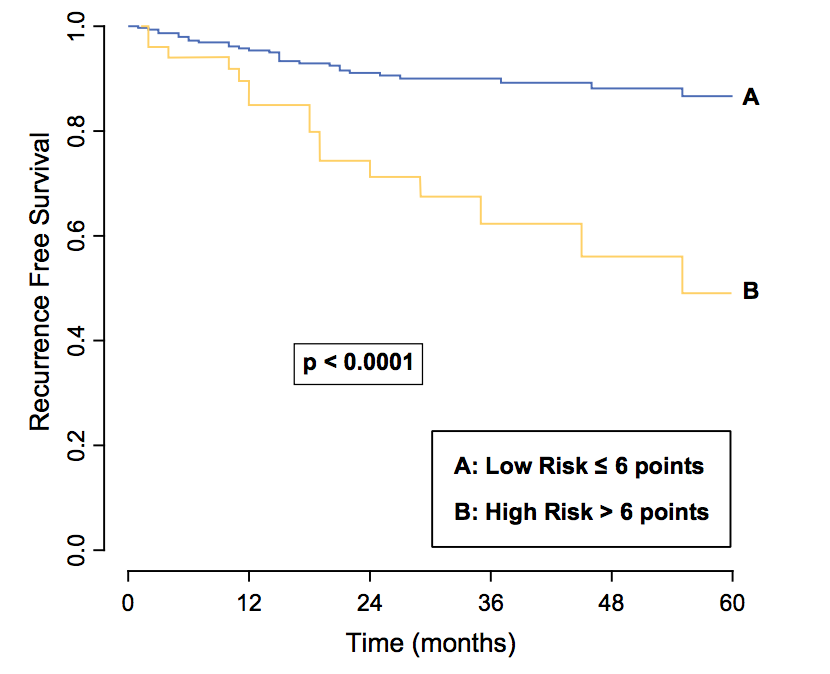 Recurrence Free Survival
1.0
0.8
0.6
0.4
0.2
0.0
A
B
p < 0.0001
A: Low Risk ≤ 6 points
B: High Risk > 6 points
0 12 24 36 48 60
Time (months)